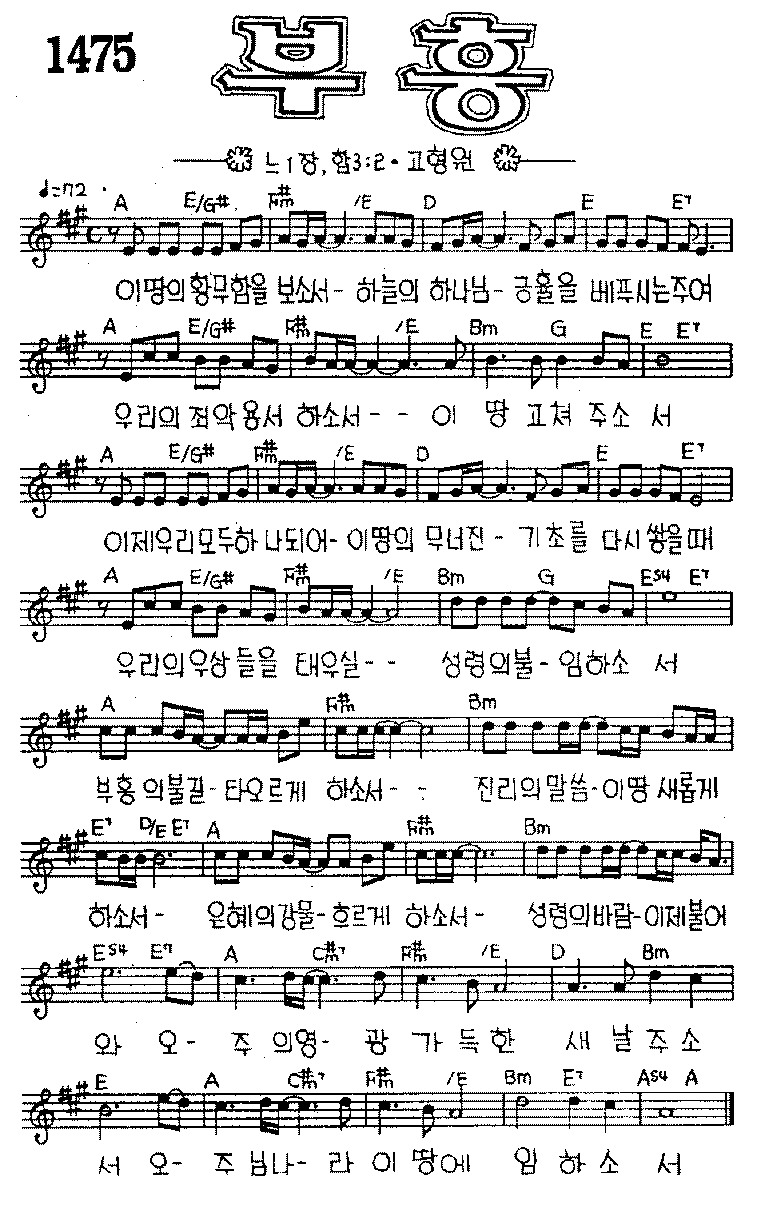 1475
부흥
느 1장, 합3:2 · 고형원
♩=72
A E/G# F#m /E D E E7
이 땅의 황무함을 보소서- 하늘의 하나님- 긍휼을 베푸시는주여
A E/G# F#m /E Bm G E E7
우리의 죄악 용서 하소서- - 이 땅 고쳐 주소 서
A E/G# F#m /E D E E7
이제우리모두하 나되어- 이땅의 무너진- 기초를 다시 쌓을때
A E/G# F#m /E Bm G Es4 E7
우리의우상 들을 태우실- - 성령의불- 임하소 서
A F#m Bm
부흥 의불길- 타오르게 하소서- - 진리의말씀-이땅 새롭게
E7 D/E E7 A F#m Bm
하소서- 은혜의강물-흐르게 하소서- 성령의바람-이제불어
Es4 E7 A C#m7 F#m /E D Bm
와 오- 주의영- 광 가득한 새 날주소
E A C#m7 F#m /E Bm E7 As4 A
서 오- 주님나- 라 이 땅에 임 하 소 서